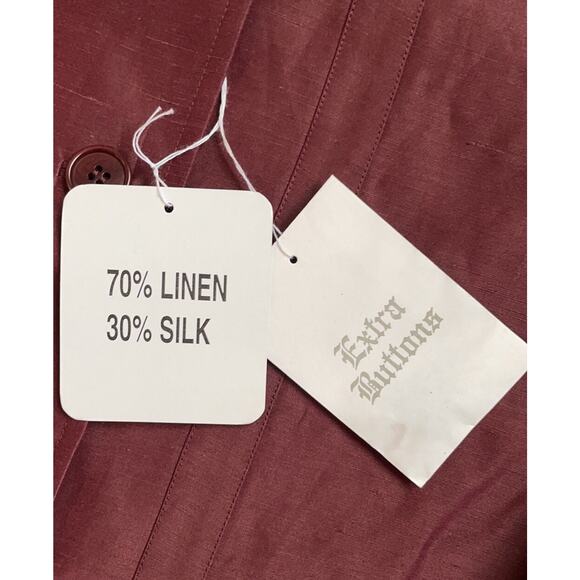 70% LINEN
30% SILK
Extra
Buttons